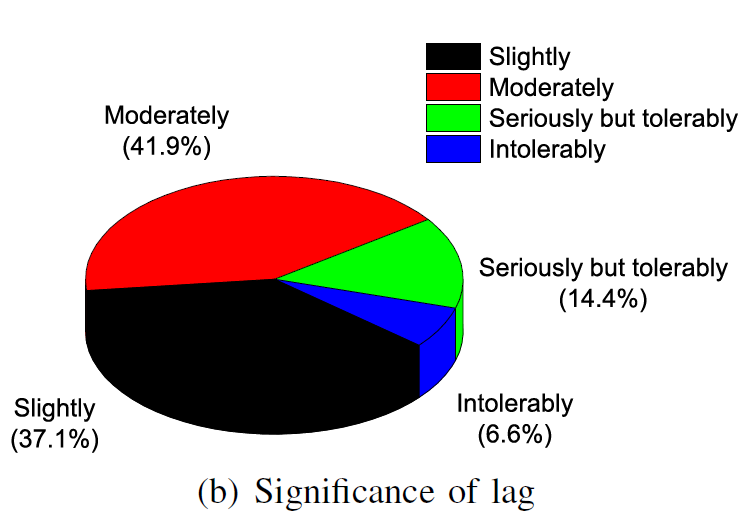 Slightly
Moderately
Seriously but tolerably
Intolerably
Moderately
(41.9%)
Seriously but tolerably
(14.4%)
Slightly
(37.1%)
Intolerably
(6.6%)
(b) Significance of lag